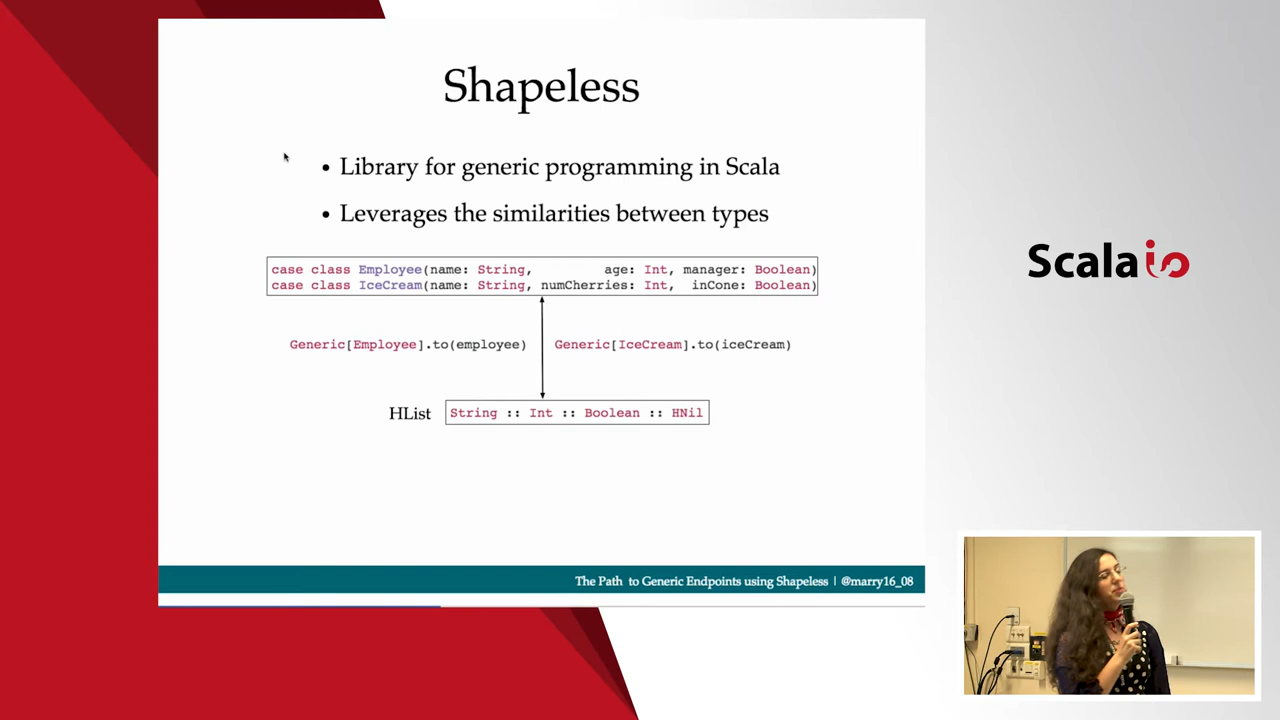 Shapeless
• Library for generic programming in Scala
• Leverages the similarities between types
case class Employee(name: String, age: Int, manager: Boolean)
case class IceCream(name: String, numCherries: Int, inCone: Boolean)
Generic[Employee].to(employee) Generic[IceCream].to(iceCream)
HList String :: Int :: Boolean :: HNil
The Path to Generic Endpoints using Shapeless | @marry16_08
Scala io